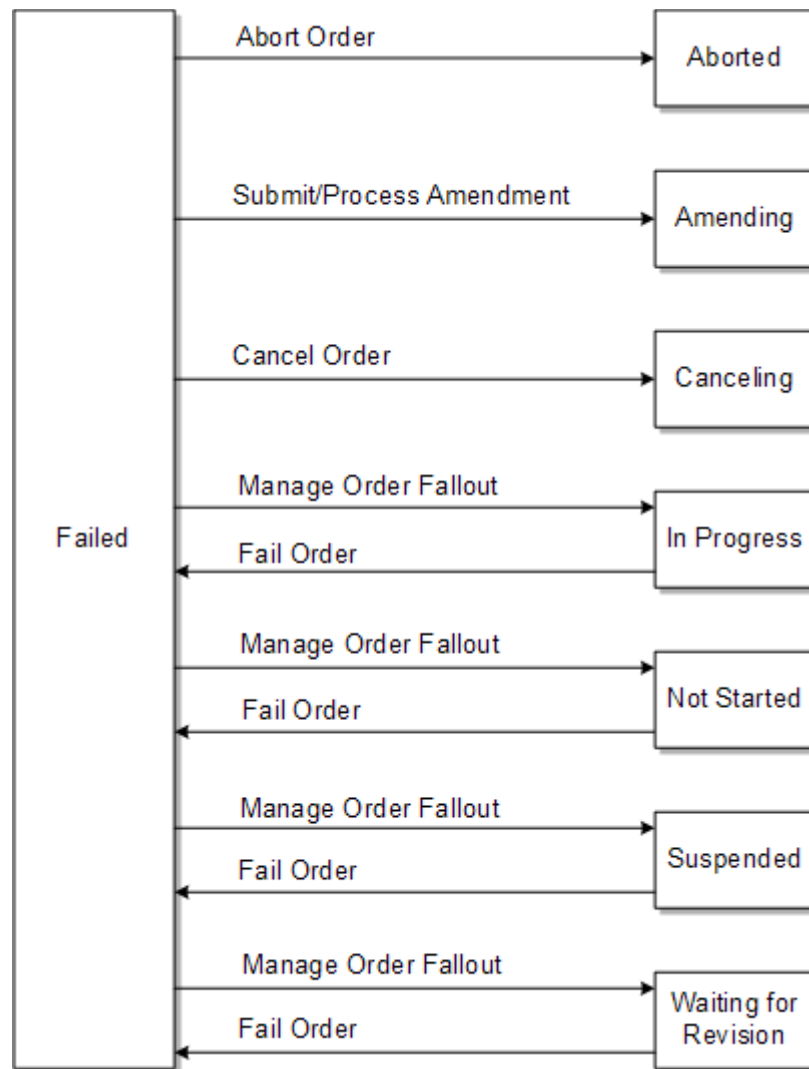 Abort Order
Aborted
Submit/Process Amendment
Amending
Cancel Order
Canceling
Manage Order Fallout
Failed
In Progress
Fail Order
Manage Order Fallout
Not Started
Fail Order
Manage Order Fallout
Suspended
Fail Order
Manage Order Fallout
Waiting for
Revision
Fail Order